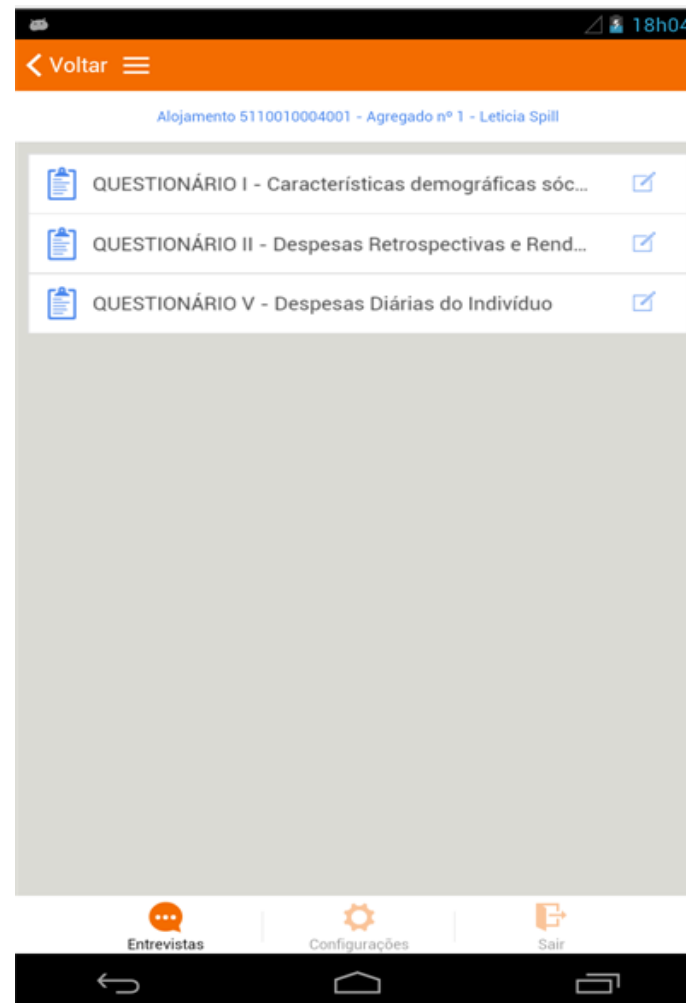 18h04
Voltar
Alojamento 5110010004001 - Agregado nº 1 - Leticia Spill
QUESTIONÁRIO I - Características demográficas sóc...
QUESTIONÁRIO II - Despesas Retrospectivas e Rend...
QUESTIONÁRIO V - Despesas Diárias do Indivíduo
Entrevistas
Configurações
Sair